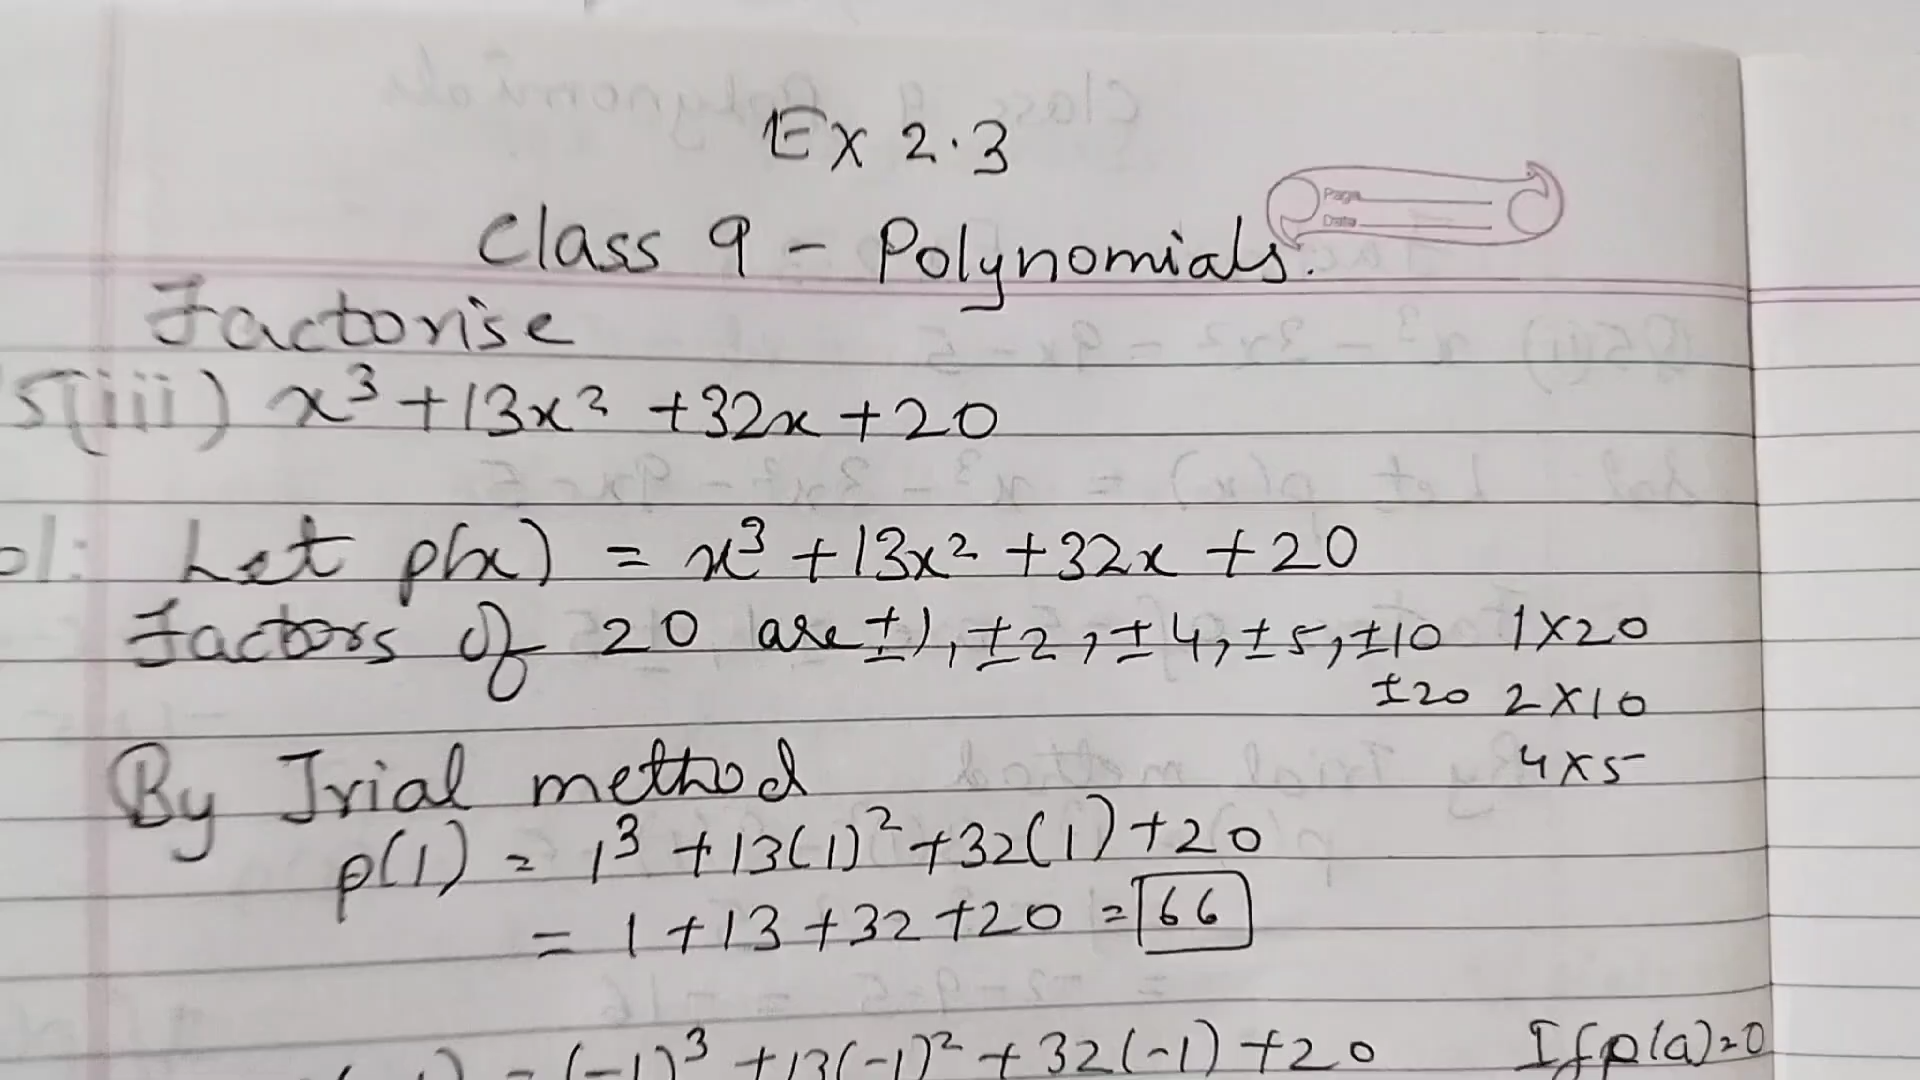 Ex 2.3
Page
Date
Class 9 - Polynomials.
Factorise
5(iii) x³ + 13x² + 32x + 20
ol: Let p(x) = x³ + 13x² + 32x + 20
Factors of 20 are ±1, ±2, ±4, ±5, ±10 1×20
±20 2×10
4×5
By Trial method
p(1) = 1³ + 13(1)² + 32(1) + 20
= 1 + 13 + 32 + 20 = 66
= (-1)³ + 13(-1)² + 32(-1) + 20 If p(a)=0